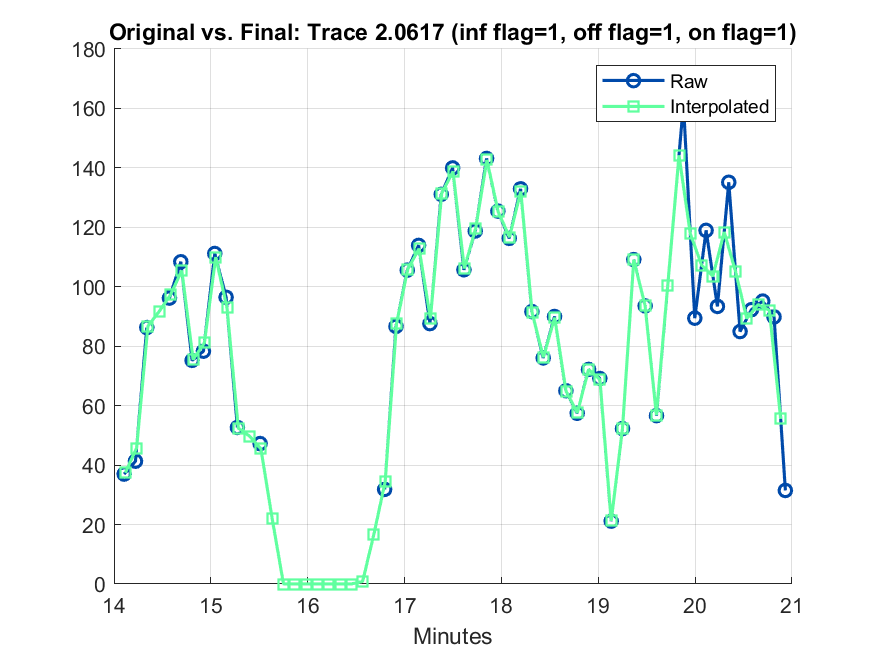 Original vs. Final: Trace 2.0617 (inf flag=1, off flag=1, on flag=1)
180
160
140
120
100
80
60
40
20
0
Raw
Interpolated
14 15 16 17 18 19 20 21
Minutes